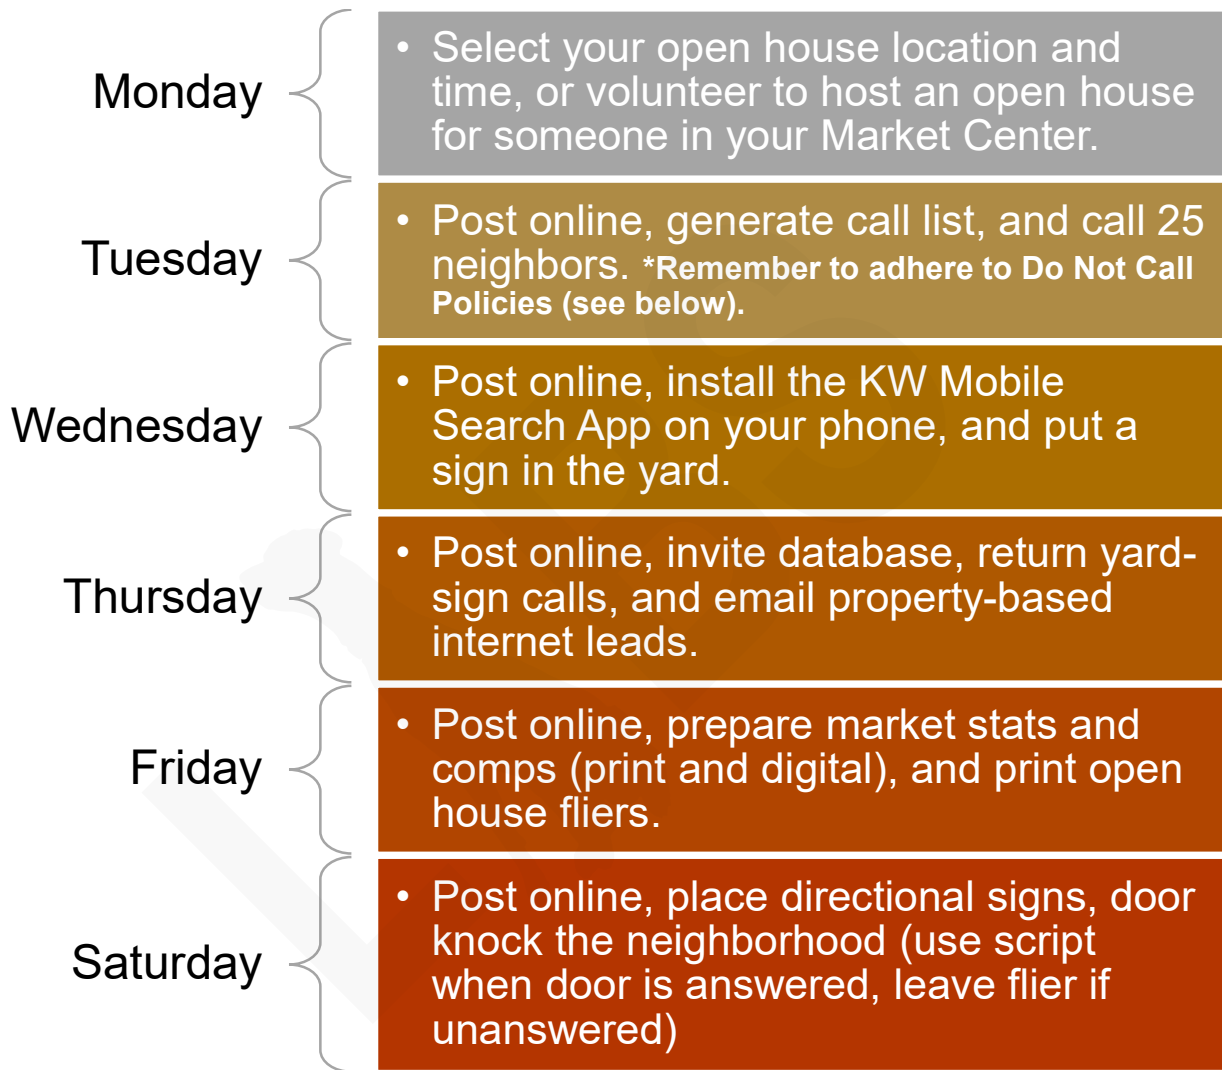 Monday
• Select your open house location and
time, or volunteer to host an open house
for someone in your Market Center.
Tuesday
• Post online, generate call list, and call 25
neighbors. *Remember to adhere to Do Not Call
Policies (see below).
Wednesday
• Post online, install the KW Mobile
Search App on your phone, and put a
sign in the yard.
Thursday
• Post online, invite database, return yard-
sign calls, and email property-based
internet leads.
Friday
• Post online, prepare market stats and
comps (print and digital), and print open
house fliers.
Saturday
• Post online, place directional signs, door
knock the neighborhood (use script
when door is answered, leave flier if
unanswered)